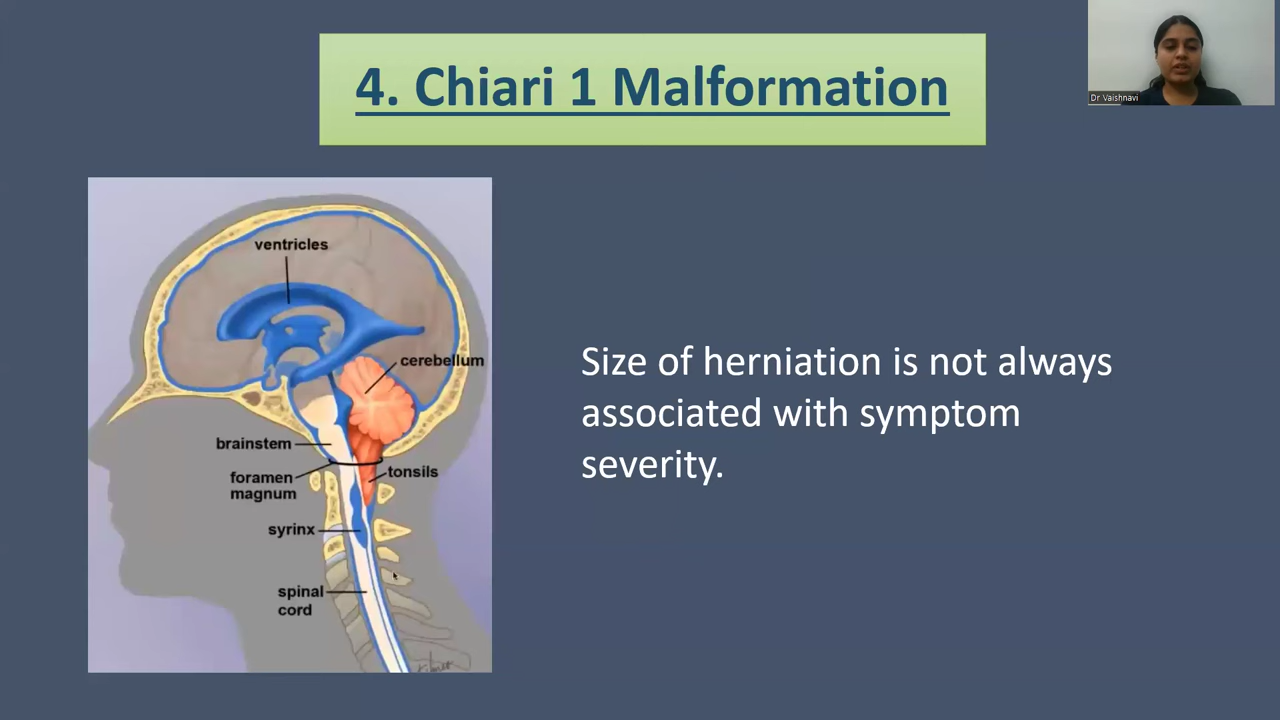 4. Chiari 1 Malformation
Dr Vaishnavi
ventricles
cerebellum
brainstem
foramen
magnum
tonsils
syrinx
spinal
cord
Size of herniation is not always
associated with symptom
severity.